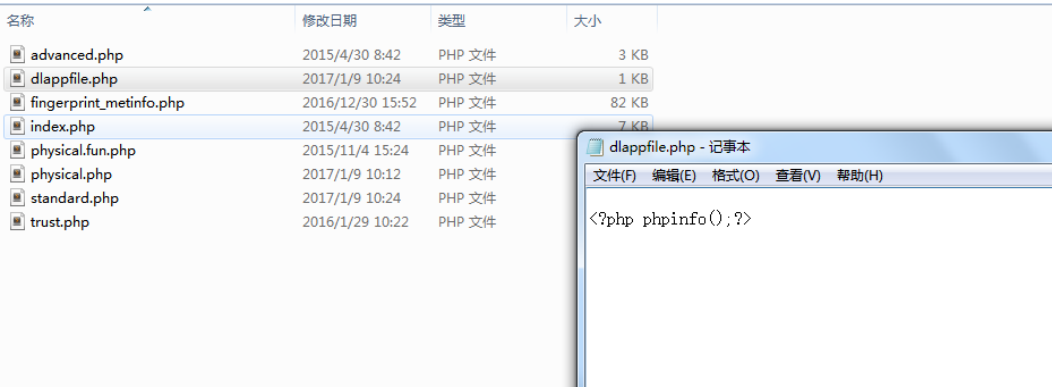 名称 修改日期 类型 大小
advanced.php 2015/4/30 8:42 PHP 文件 3 KB
dlappfile.php 2017/1/9 10:24 PHP 文件 1 KB
fingerprint_metinfo.php 2016/12/30 15:52 PHP 文件 82 KB
index.php 2015/4/30 8:42 PHP 文件 7 KB
physical.fun.php 2015/11/4 15:24 PHP 文件
physical.php 2017/1/9 10:12 PHP 文件
standard.php 2017/1/9 10:24 PHP 文件
trust.php 2016/1/29 10:22 PHP 文件
dlappfile.php - 记事本
文件(F) 编辑(E) 格式(O) 查看(V) 帮助(H)
<?php phpinfo();?>